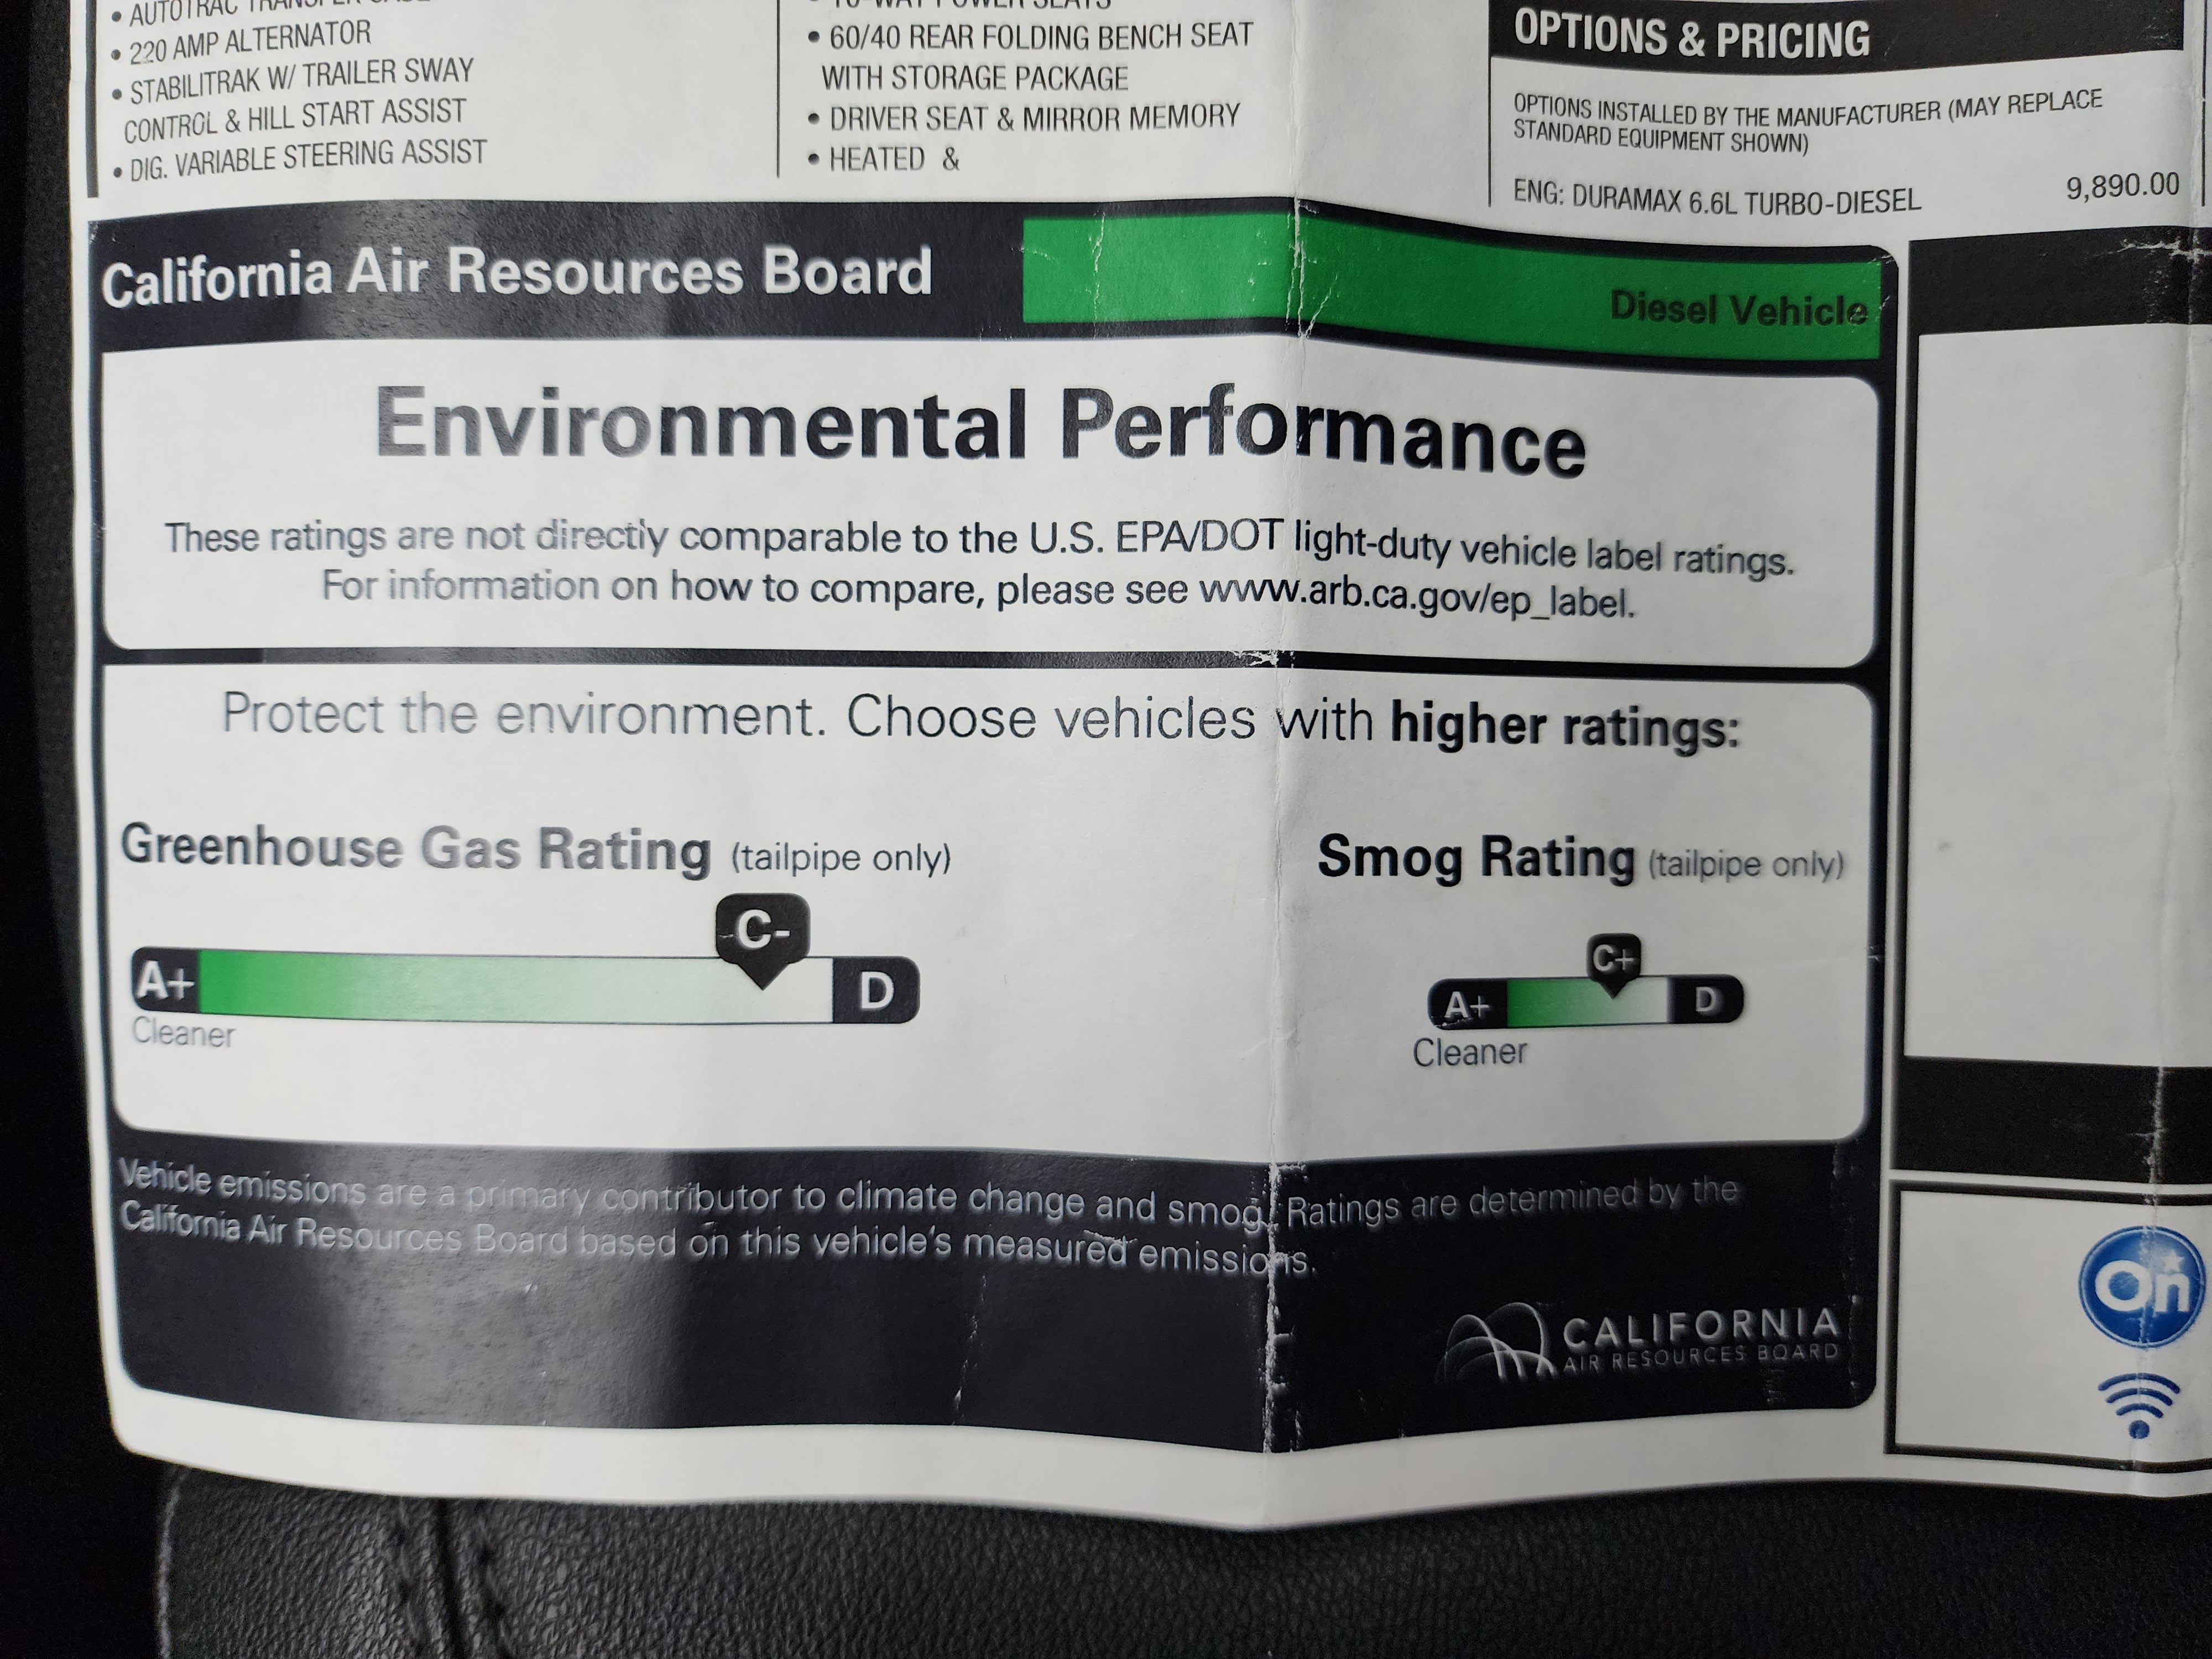 • AUTOTRAC
• 220 AMP ALTERNATOR
• STABILITRAK W/ TRAILER SWAY
CONTROL & HILL START ASSIST
• DIG. VARIABLE STEERING ASSIST
• 10-WAY POWER SEATS
• 60/40 REAR FOLDING BENCH SEAT
WITH STORAGE PACKAGE
• DRIVER SEAT & MIRROR MEMORY
• HEATED &
OPTIONS & PRICING
OPTIONS INSTALLED BY THE MANUFACTURER (MAY REPLACE
STANDARD EQUIPMENT SHOWN)
ENG: DURAMAX 6.6L TURBO-DIESEL 9,890.00
California Air Resources Board
Diesel Vehicle
Environmental Performance
These ratings are not directly comparable to the U.S. EPA/DOT light-duty vehicle label ratings.
For information on how to compare, please see www.arb.ca.gov/ep_label.
Protect the environment. Choose vehicles with higher ratings:
Greenhouse Gas Rating (tailpipe only)
C-
A+ D
Cleaner
Smog Rating (tailpipe only)
C+
A+ D
Cleaner
Vehicle emissions are a primary contributor to climate change and smog. Ratings are determined by the
California Air Resources Board based on this vehicle's measured emissions.
CALIFORNIA
AIR RESOURCES BOARD
On